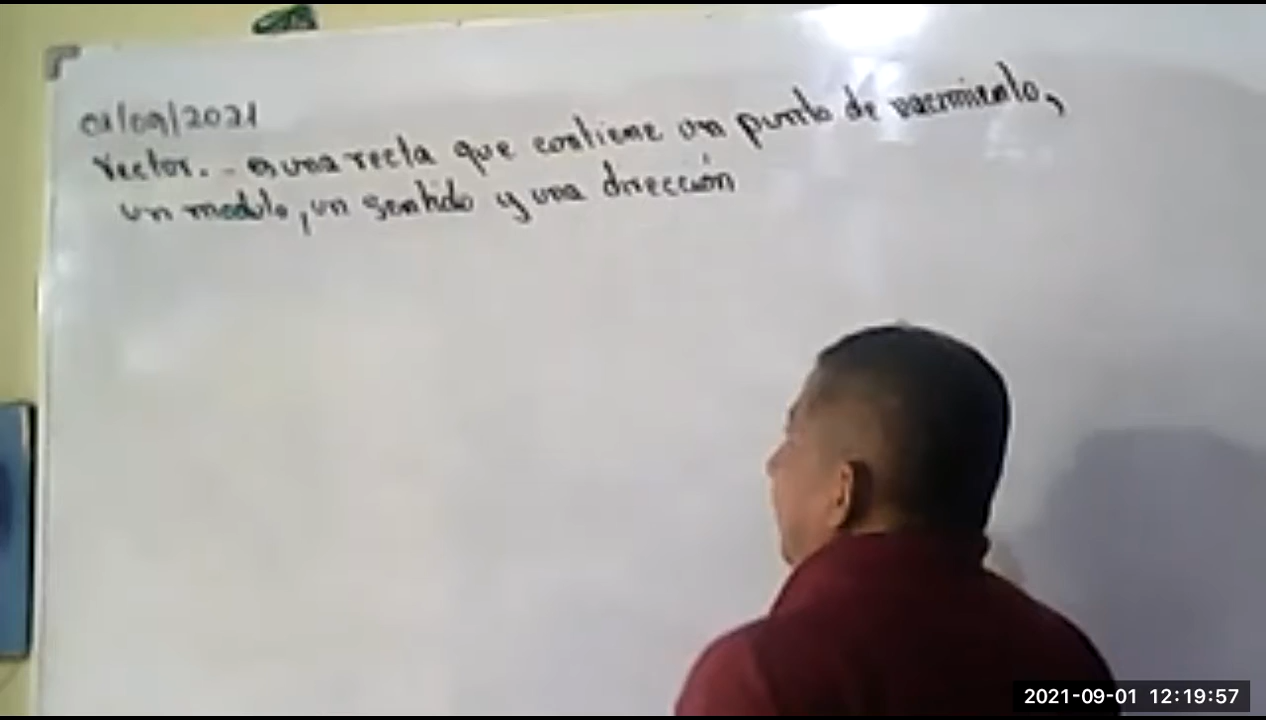 01/09/2021
Vector. - es una recta que contiene un punto de nacimiento,
un modulo, un sentido y una dirección
2021-09-01 12:19:57